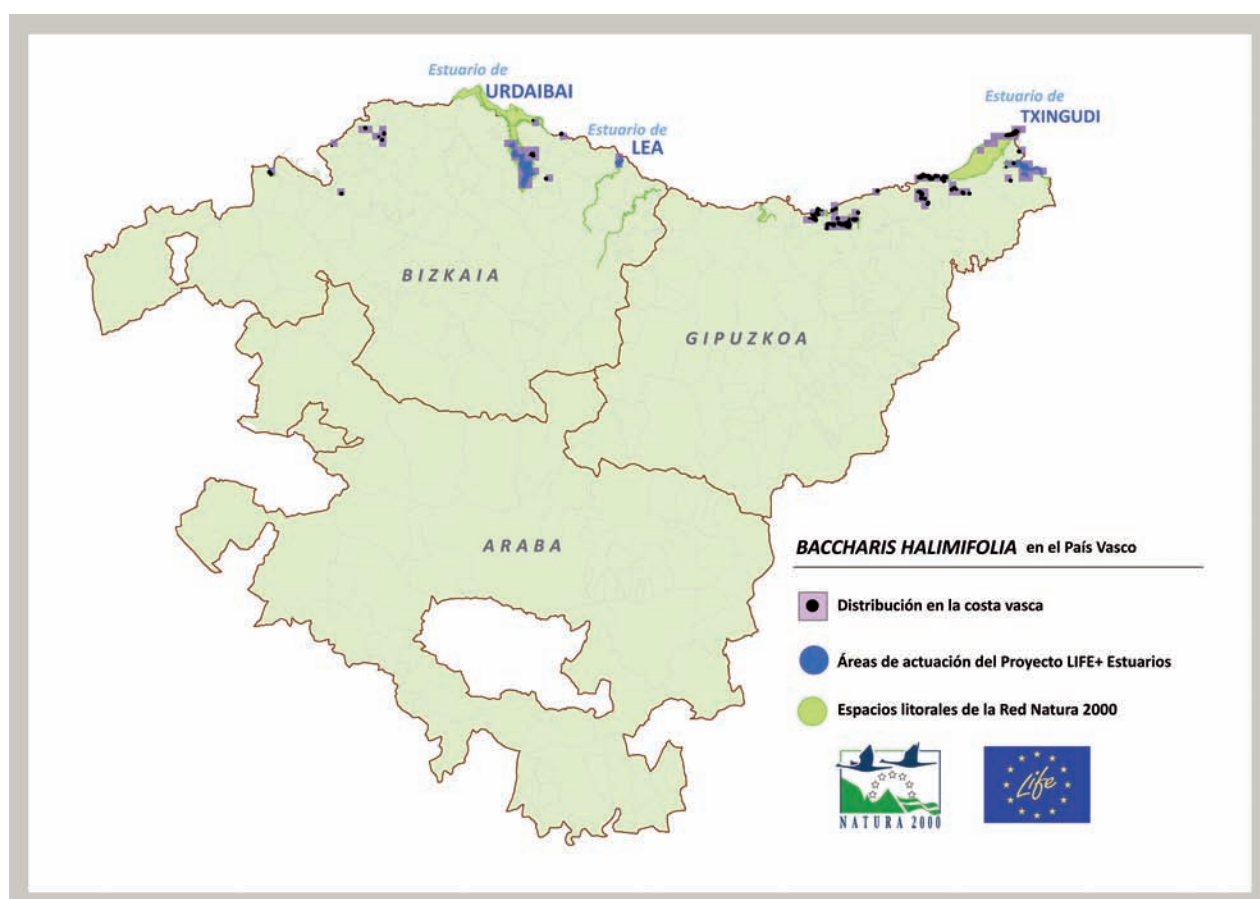 Estuario de
URDAIBAI
Estuario de
LEA
Estuario de
TXINGUDI
BIZKAIA
GIPUZKOA
ARABA
BACCHARIS HALIMIFOLIA en el País Vasco
Distribución en la costa vasca
Áreas de actuación del Proyecto LIFE+ Estuarios
Espacios litorales de la Red Natura 2000
NATURA 2000
Life